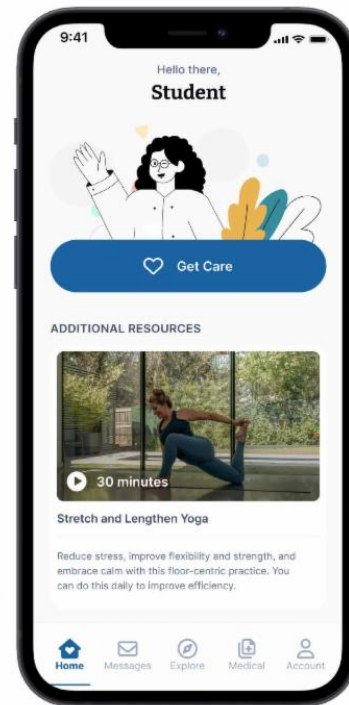 9:41
Hello there,
Student
Get Care
ADDITIONAL RESOURCES
30 minutes
Stretch and Lengthen Yoga
Reduce stress, improve flexibility and strength, and
embrace calm with this floor-centric practice. You
can do this daily to improve efficiency.
Home Messages Explore Medical Account